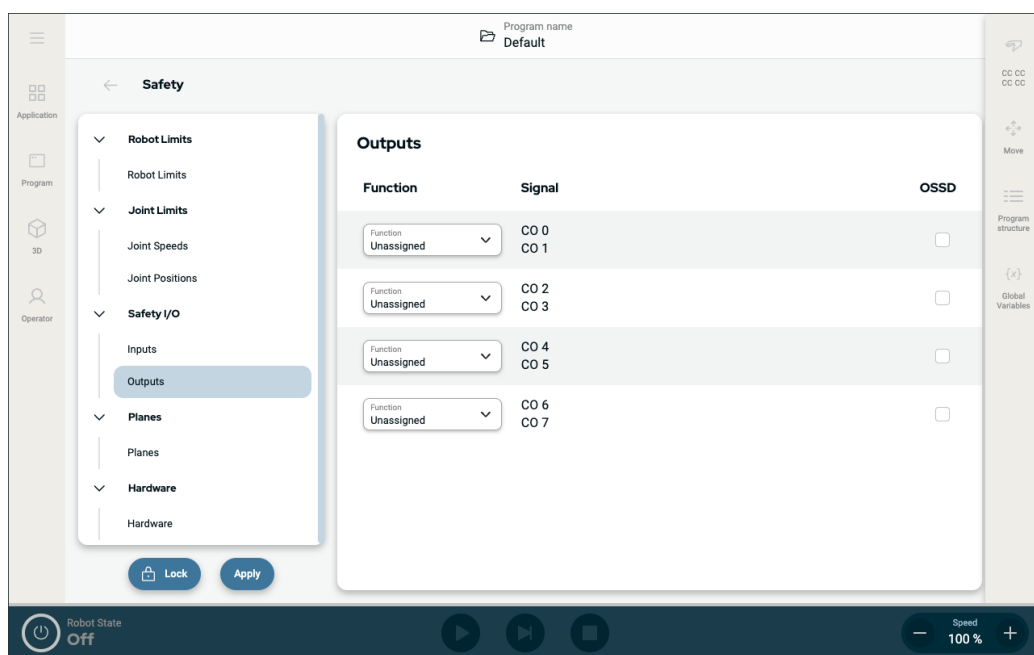 Program name
Default
Application
Program
3D
Operator
Safety
Robot Limits
Robot Limits
Joint Limits
Joint Speeds
Joint Positions
Safety I/O
Inputs
Outputs
Planes
Planes
Hardware
Hardware
Lock
Apply
Outputs
Function Signal OSSD
Function
Unassigned
CO 0
CO 1
Function
Unassigned
CO 2
CO 3
Function
Unassigned
CO 4
CO 5
Function
Unassigned
CO 6
CO 7
CC CC
CC CC
Move
Program
structure
{x}
Global
Variables
Robot State
Off
Speed
100 %